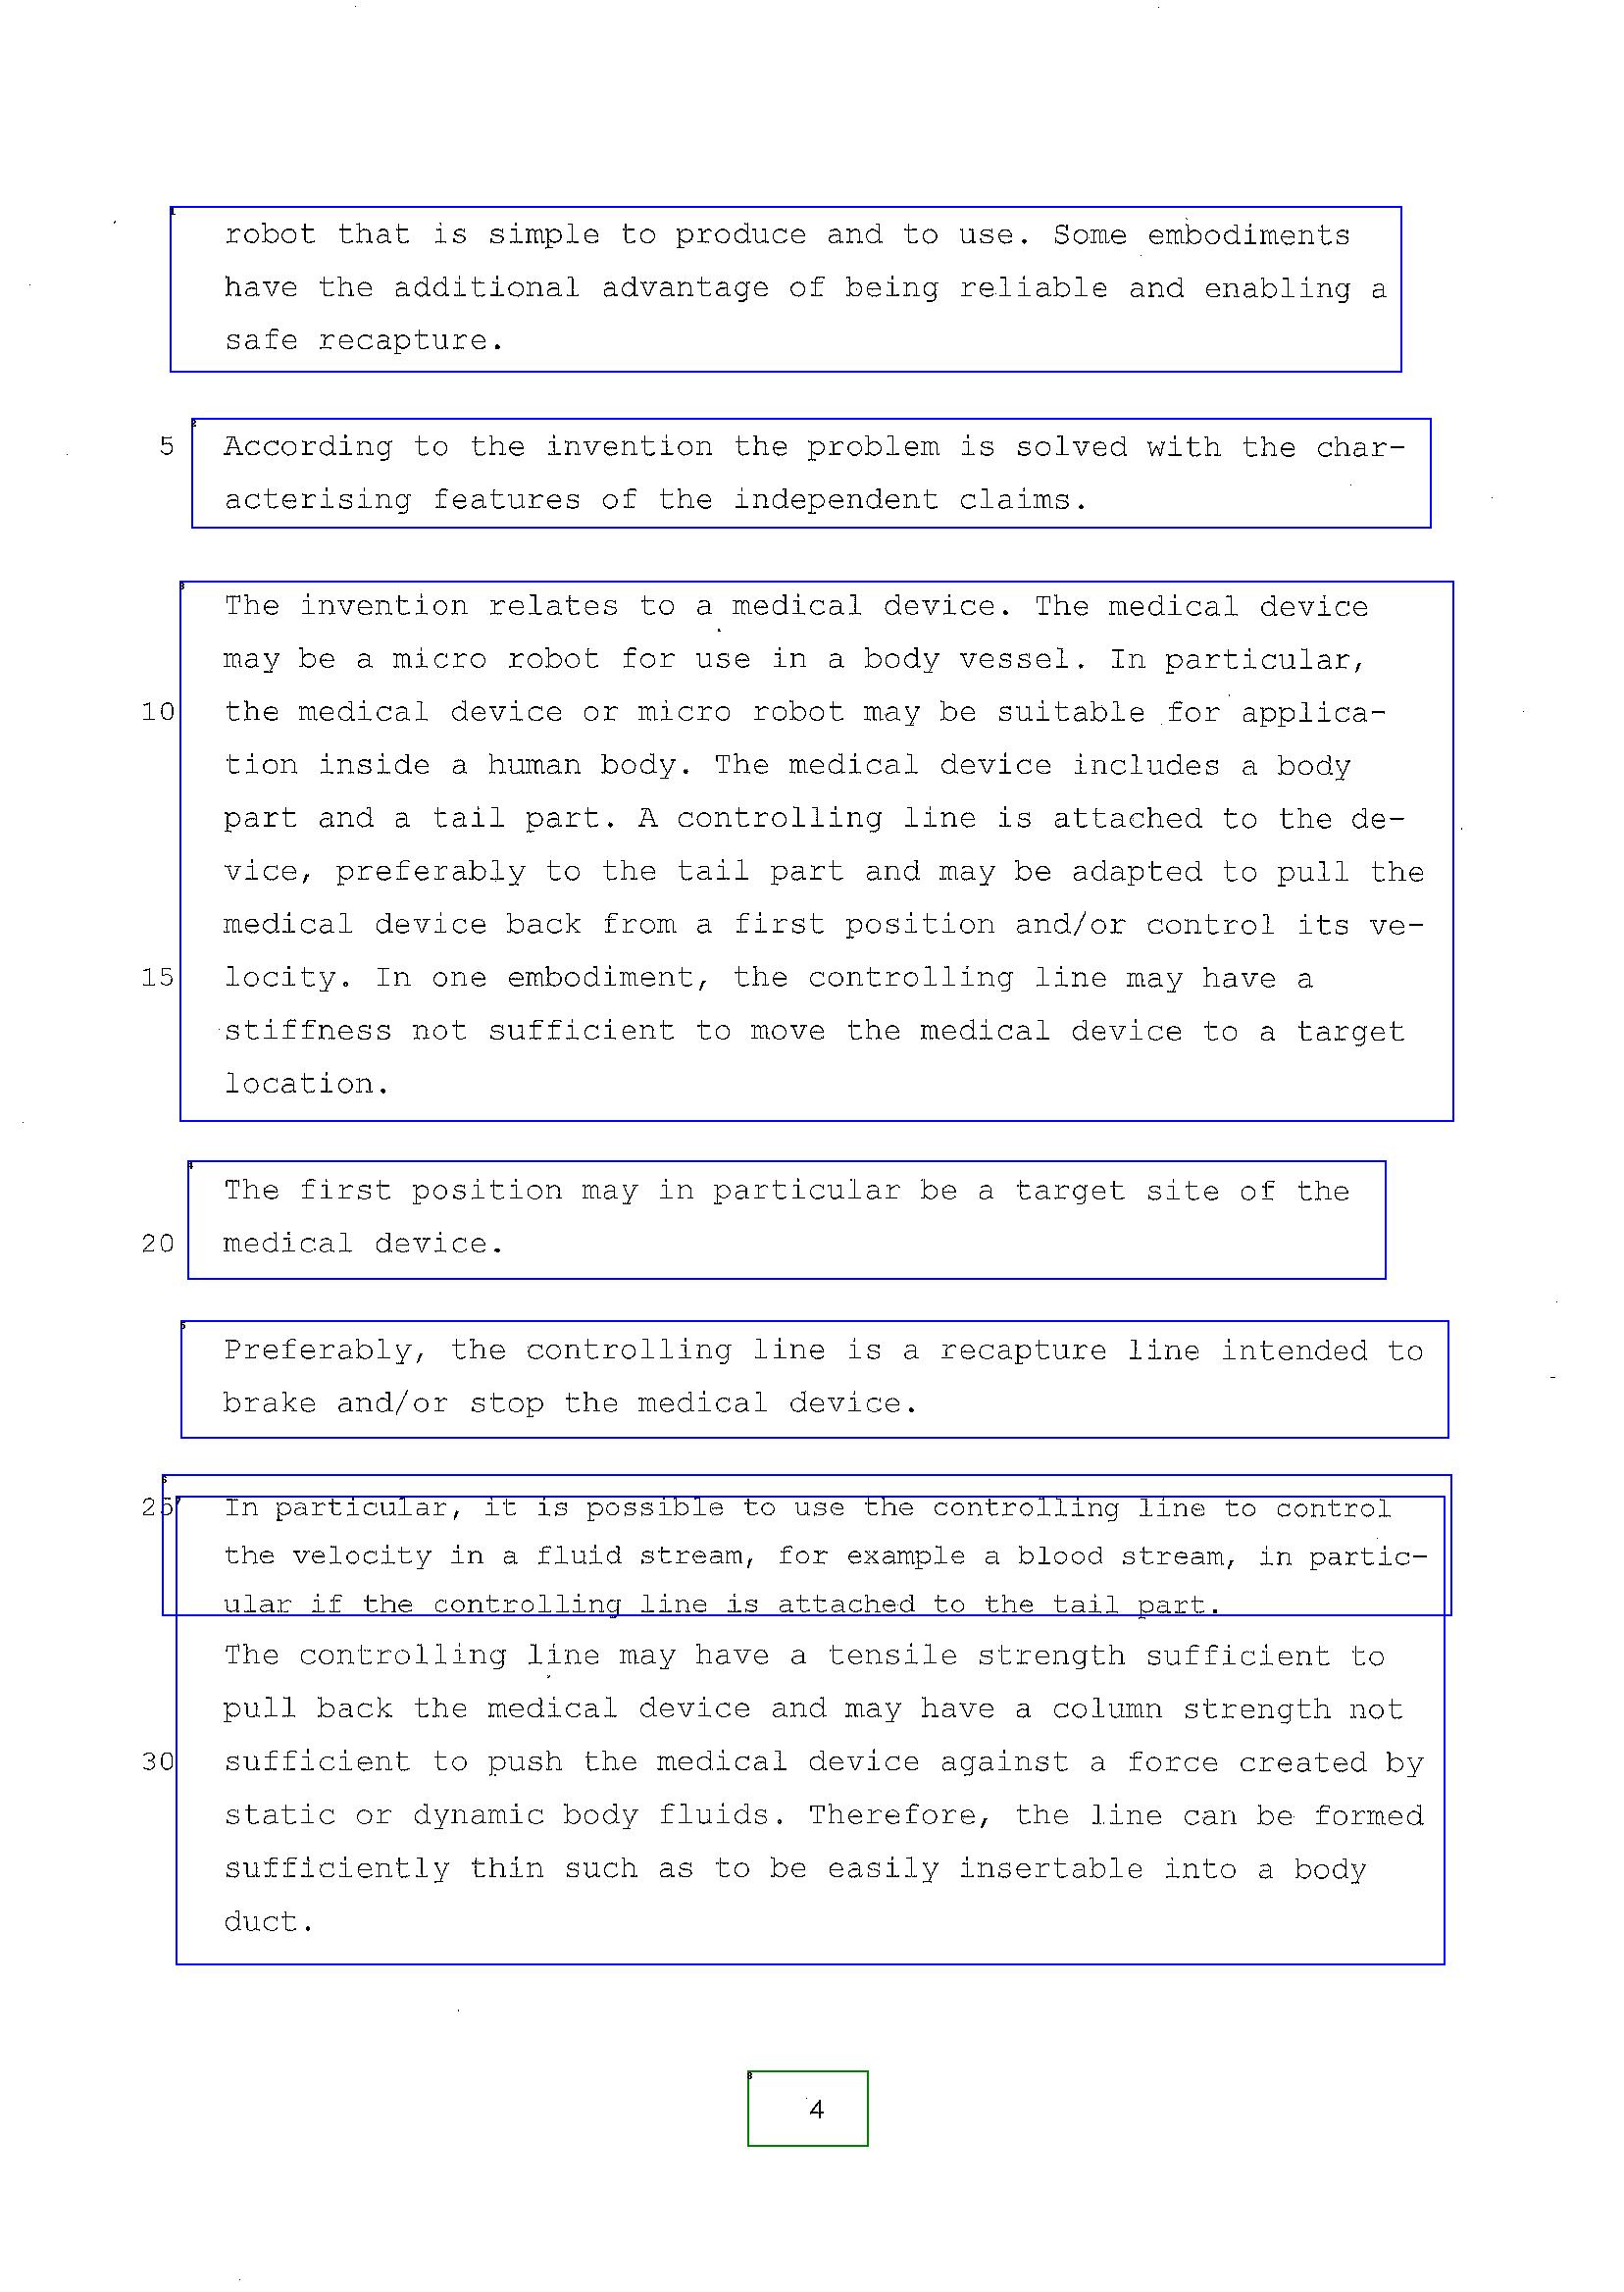 robot that is simple to produce and to use. Some embodiments
have the additional advantage of being reliable and enabling a
safe recapture.
5 According to the invention the problem is solved with the char-
acterising features of the independent claims.
The invention relates to a medical device. The medical device
may be a micro robot for use in a body vessel. In particular,
10 the medical device or micro robot may be suitable for applica-
tion inside a human body. The medical device includes a body
part and a tail part. A controlling line is attached to the de-
vice, preferably to the tail part and may be adapted to pull the
medical device back from a first position and/or control its ve-
15 locity. In one embodiment, the controlling line may have a
stiffness not sufficient to move the medical device to a target
location.
The first position may in particular be a target site of the
20 medical device.
Preferably, the controlling line is a recapture line intended to
brake and/or stop the medical device.
25 In particular, it is possible to use the controlling line to control
the velocity in a fluid stream, for example a blood stream, in partic-
ular if the controlling line is attached to the tail part.
The controlling line may have a tensile strength sufficient to
pull back the medical device and may have a column strength not
30 sufficient to push the medical device against a force created by
static or dynamic body fluids. Therefore, the line can be formed
sufficiently thin such as to be easily insertable into a body
duct.
4